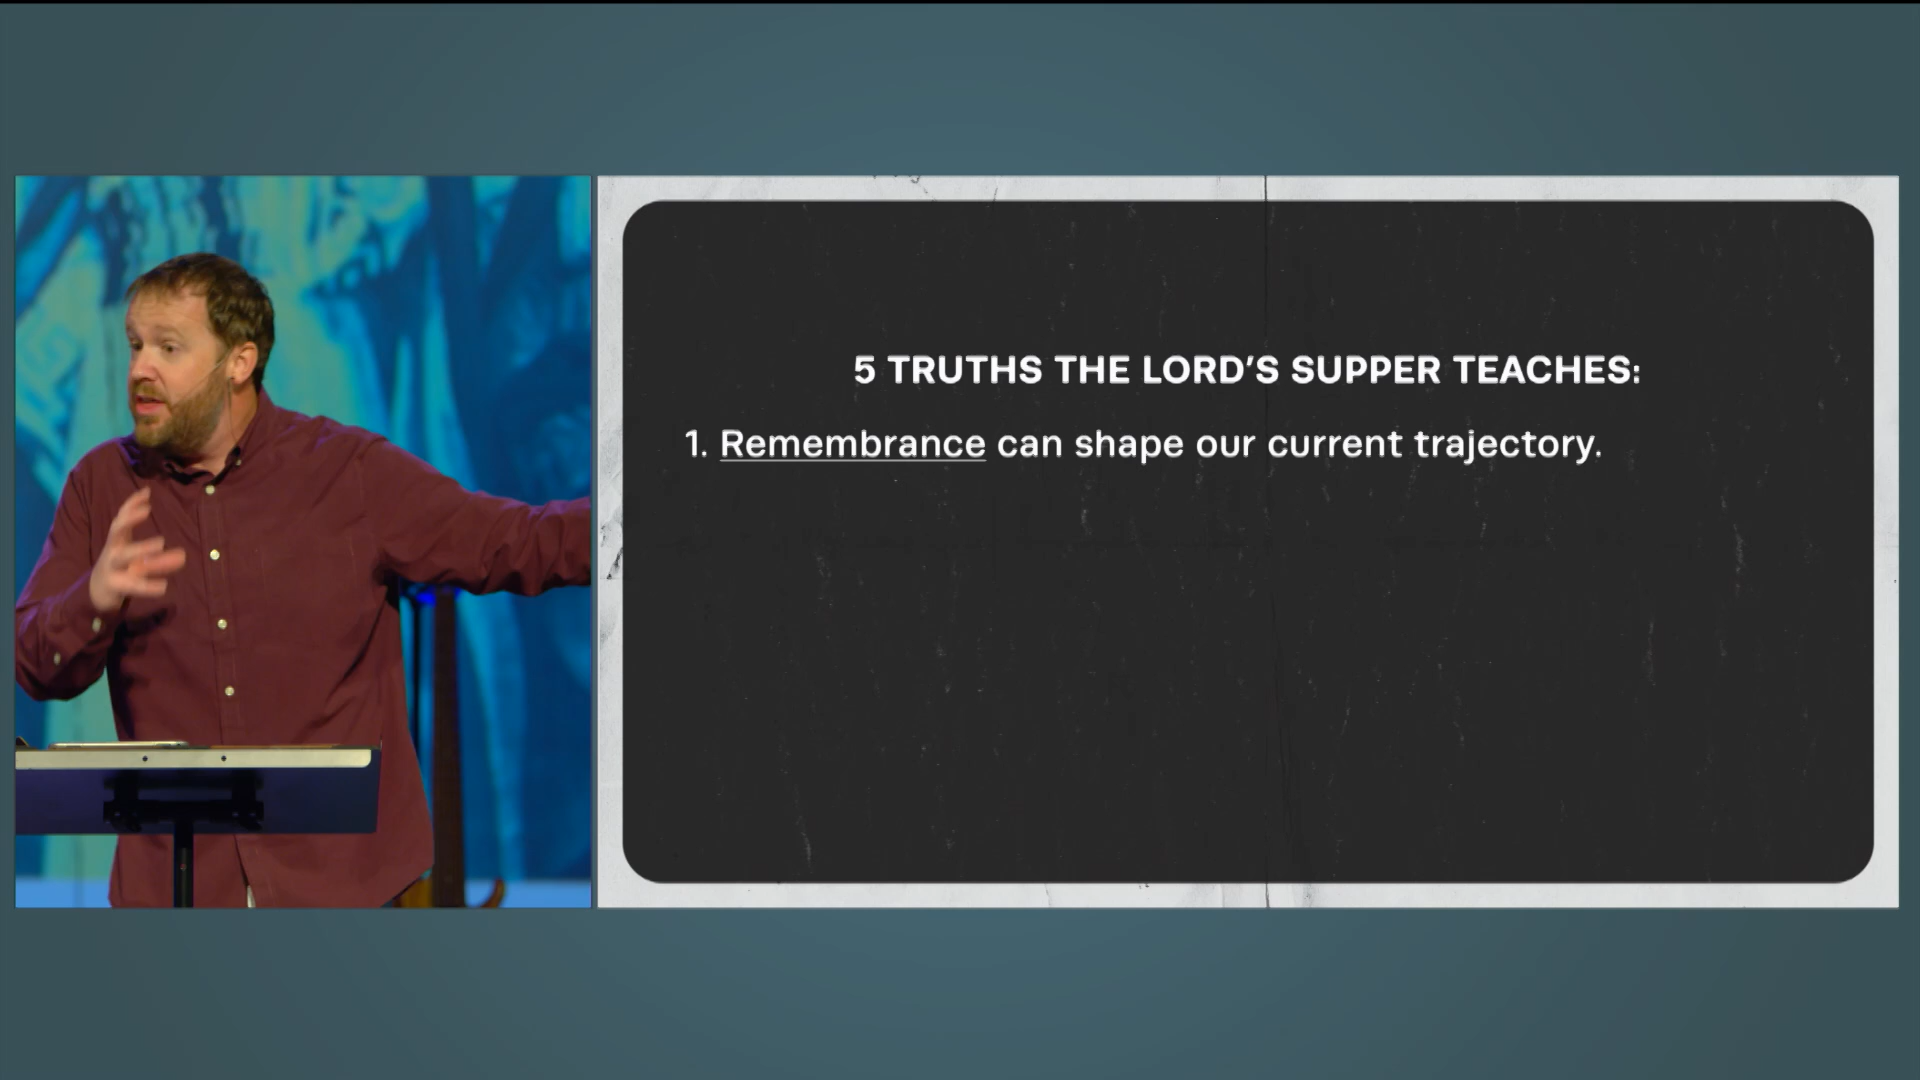 5 TRUTHS THE LORD’S SUPPER TEACHES:
1. Remembrance can shape our current trajectory.